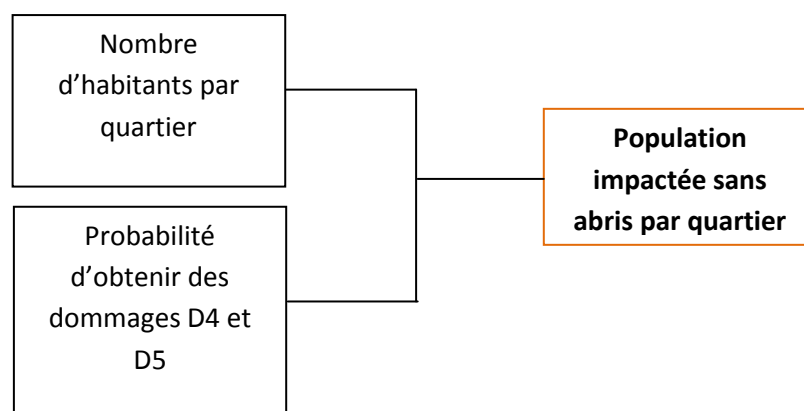 Nombre
d’habitants par
quartier
Probabilité
d’obtenir des
dommages D4 et
D5
Population
impactée sans
abris par quartier